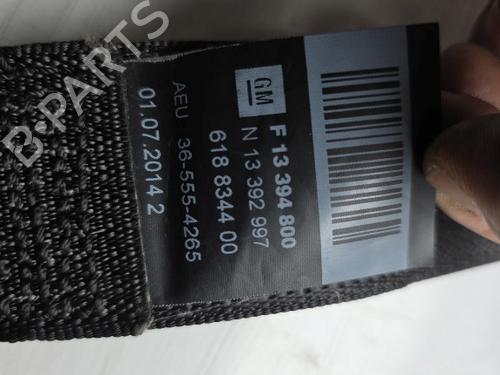 GM
F 13 394 800
N 13 392 997
618 8344 00
AEU 36-555-4265
01.07.2014 2
B-PARTS